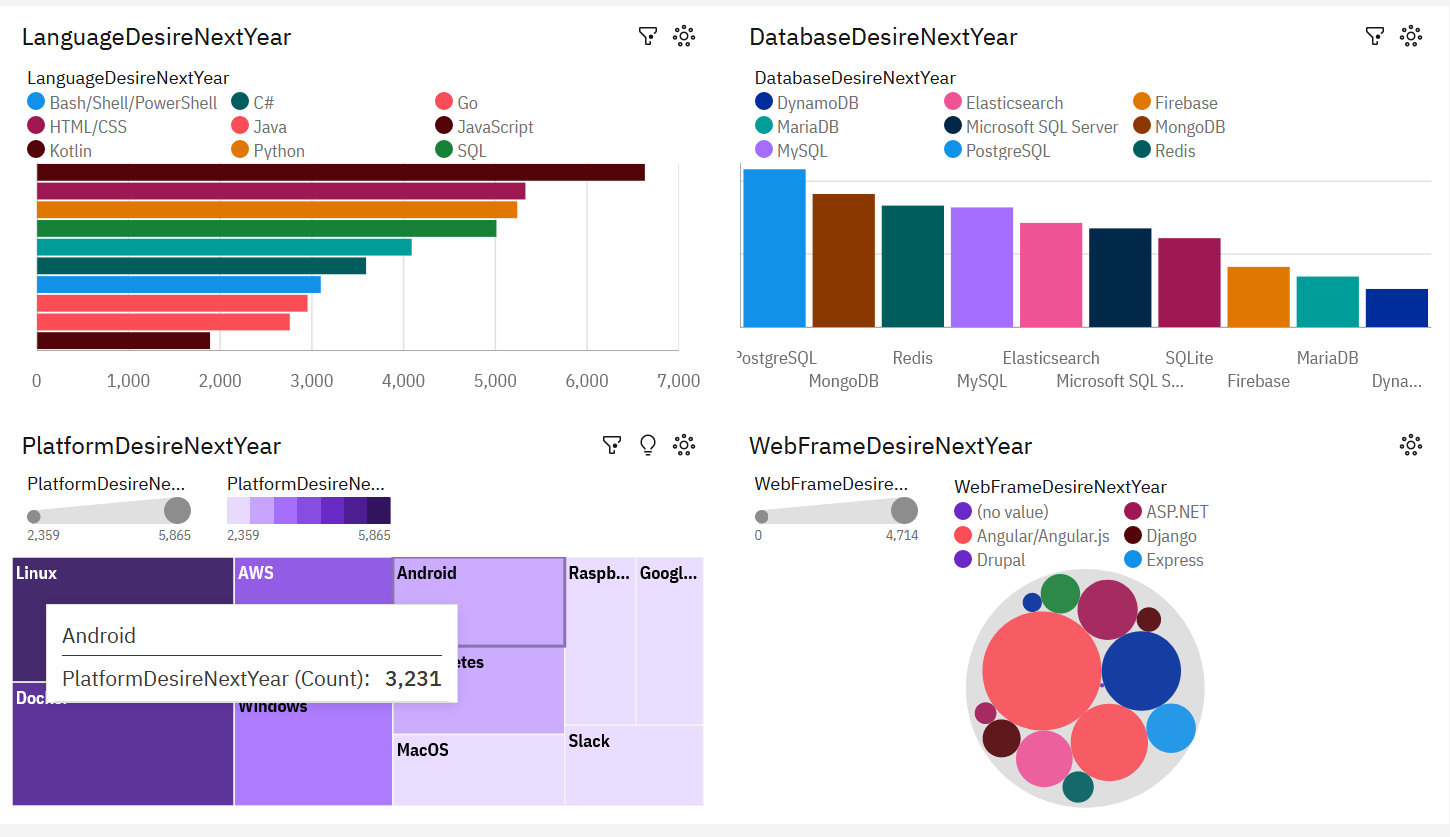 LanguageDesireNextYear
LanguageDesireNextYear
Bash/Shell/PowerShell C# Go
HTML/CSS Java JavaScript
Kotlin Python SQL
0 1,000 2,000 3,000 4,000 5,000 6,000 7,000
DatabaseDesireNextYear
DatabaseDesireNextYear
DynamoDB Elasticsearch Firebase
MariaDB Microsoft SQL Server MongoDB
MySQL PostgreSQL Redis
PostgreSQL Redis Elasticsearch SQLite MariaDB
MongoDB MySQL Microsoft SQL S... Firebase Dyna...
PlatformDesireNextYear
PlatformDesireNe... PlatformDesireNe...
2,359 5,865 2,359 5,865
Linux AWS Android Raspb... Googl...
Android
PlatformDesireNextYear (Count): 3,231
etes
Windows
MacOS Slack
WebFrameDesireNextYear
WebFrameDesire...
0 4,714
WebFrameDesireNextYear
(no value) ASP.NET
Angular/Angular.js Django
Drupal Express